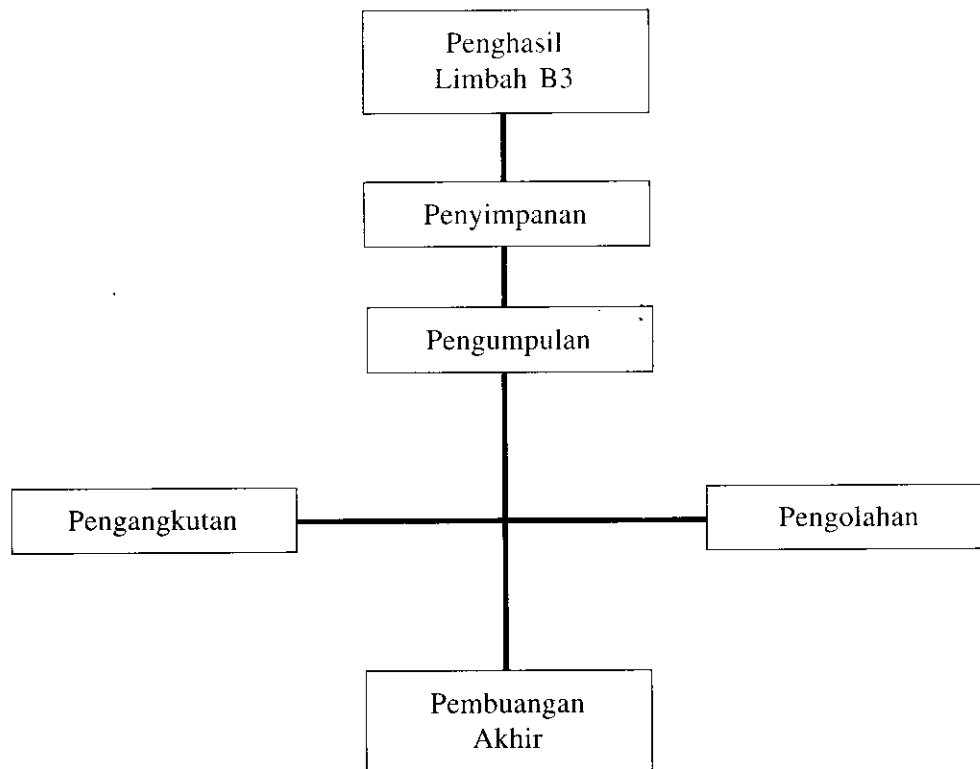 Penghasil
Limbah B3
Penyimpanan
Pengumpulan
Pengangkutan
Pengolahan
Pembuangan
Akhir